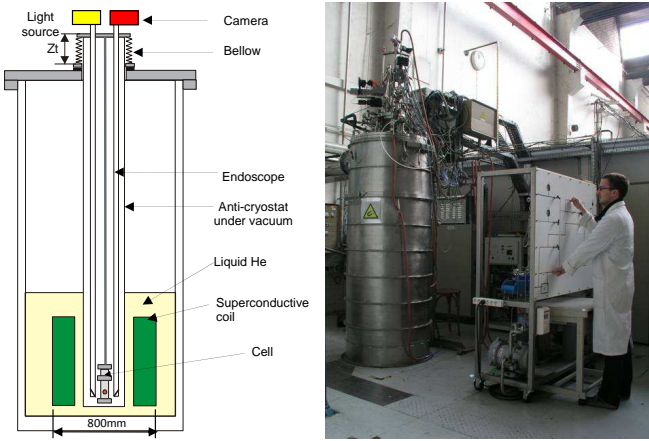 Light
source
Camera
Zt
Bellow
Endoscope
Anti-cryostat
under vacuum
Liquid He
Superconductive
coil
Cell
800mm